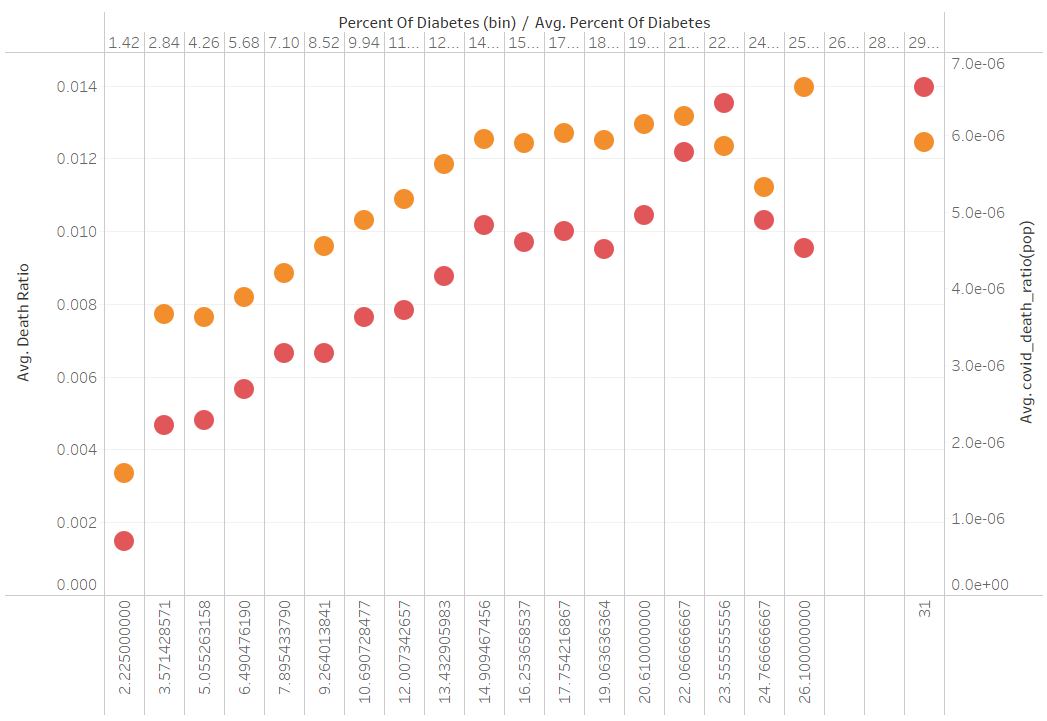 Percent Of Diabetes (bin) / Avg. Percent Of Diabetes
1.42 2.84 4.26 5.68 7.10 8.52 9.94 11... 12... 14... 15... 17... 18... 19... 21... 22... 24... 25... 26... 28... 29...
Avg. Death Ratio
0.014
0.012
0.010
0.008
0.006
0.004
0.002
0.000
7.0e-06
6.0e-06
5.0e-06
4.0e-06
3.0e-06
2.0e-06
1.0e-06
0.0e+00
Avg. covid_death_ratio(pop)
2.225000000
3.571428571
5.055263158
6.490476190
7.895433790
9.264013841
10.690728477
12.007342657
13.432905983
14.909467456
16.253658537
17.754216867
19.063636364
20.610000000
22.066666667
23.555555556
24.766666667
26.100000000
31